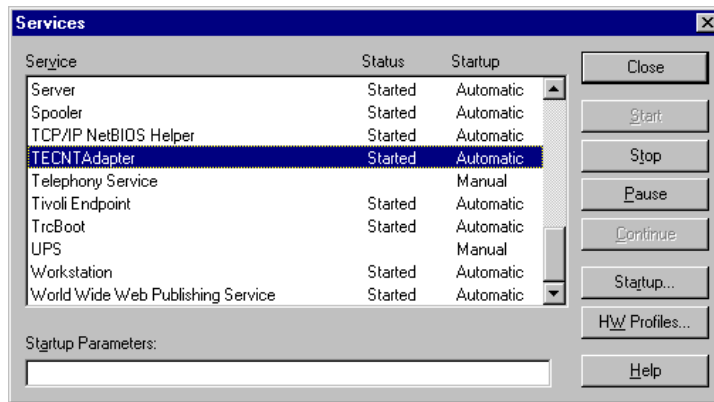 Services
Service Status Startup
Server Started Automatic
Spooler Started Automatic
TCP/IP NetBIOS Helper Started Automatic
TECNTAdapter Started Automatic
Telephony Service Manual
Tivoli Endpoint Started Automatic
TrcBoot Started Automatic
UPS Manual
Workstation Started Automatic
World Wide Web Publishing Service Started Automatic
Startup Parameters:
Close
Start
Stop
Pause
Continue
Startup...
HW Profiles...
Help